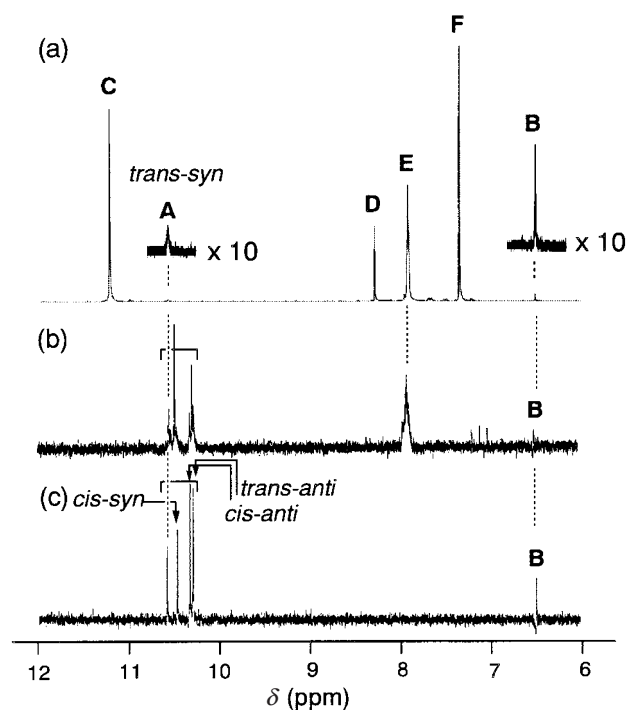 (a)
C
F
B
trans-syn
A
E
D
x 10
x 10
(b)
B
(c)
cis-syn
trans-anti
cis-anti
B
12 11 10 9 8 7 6
δ (ppm)